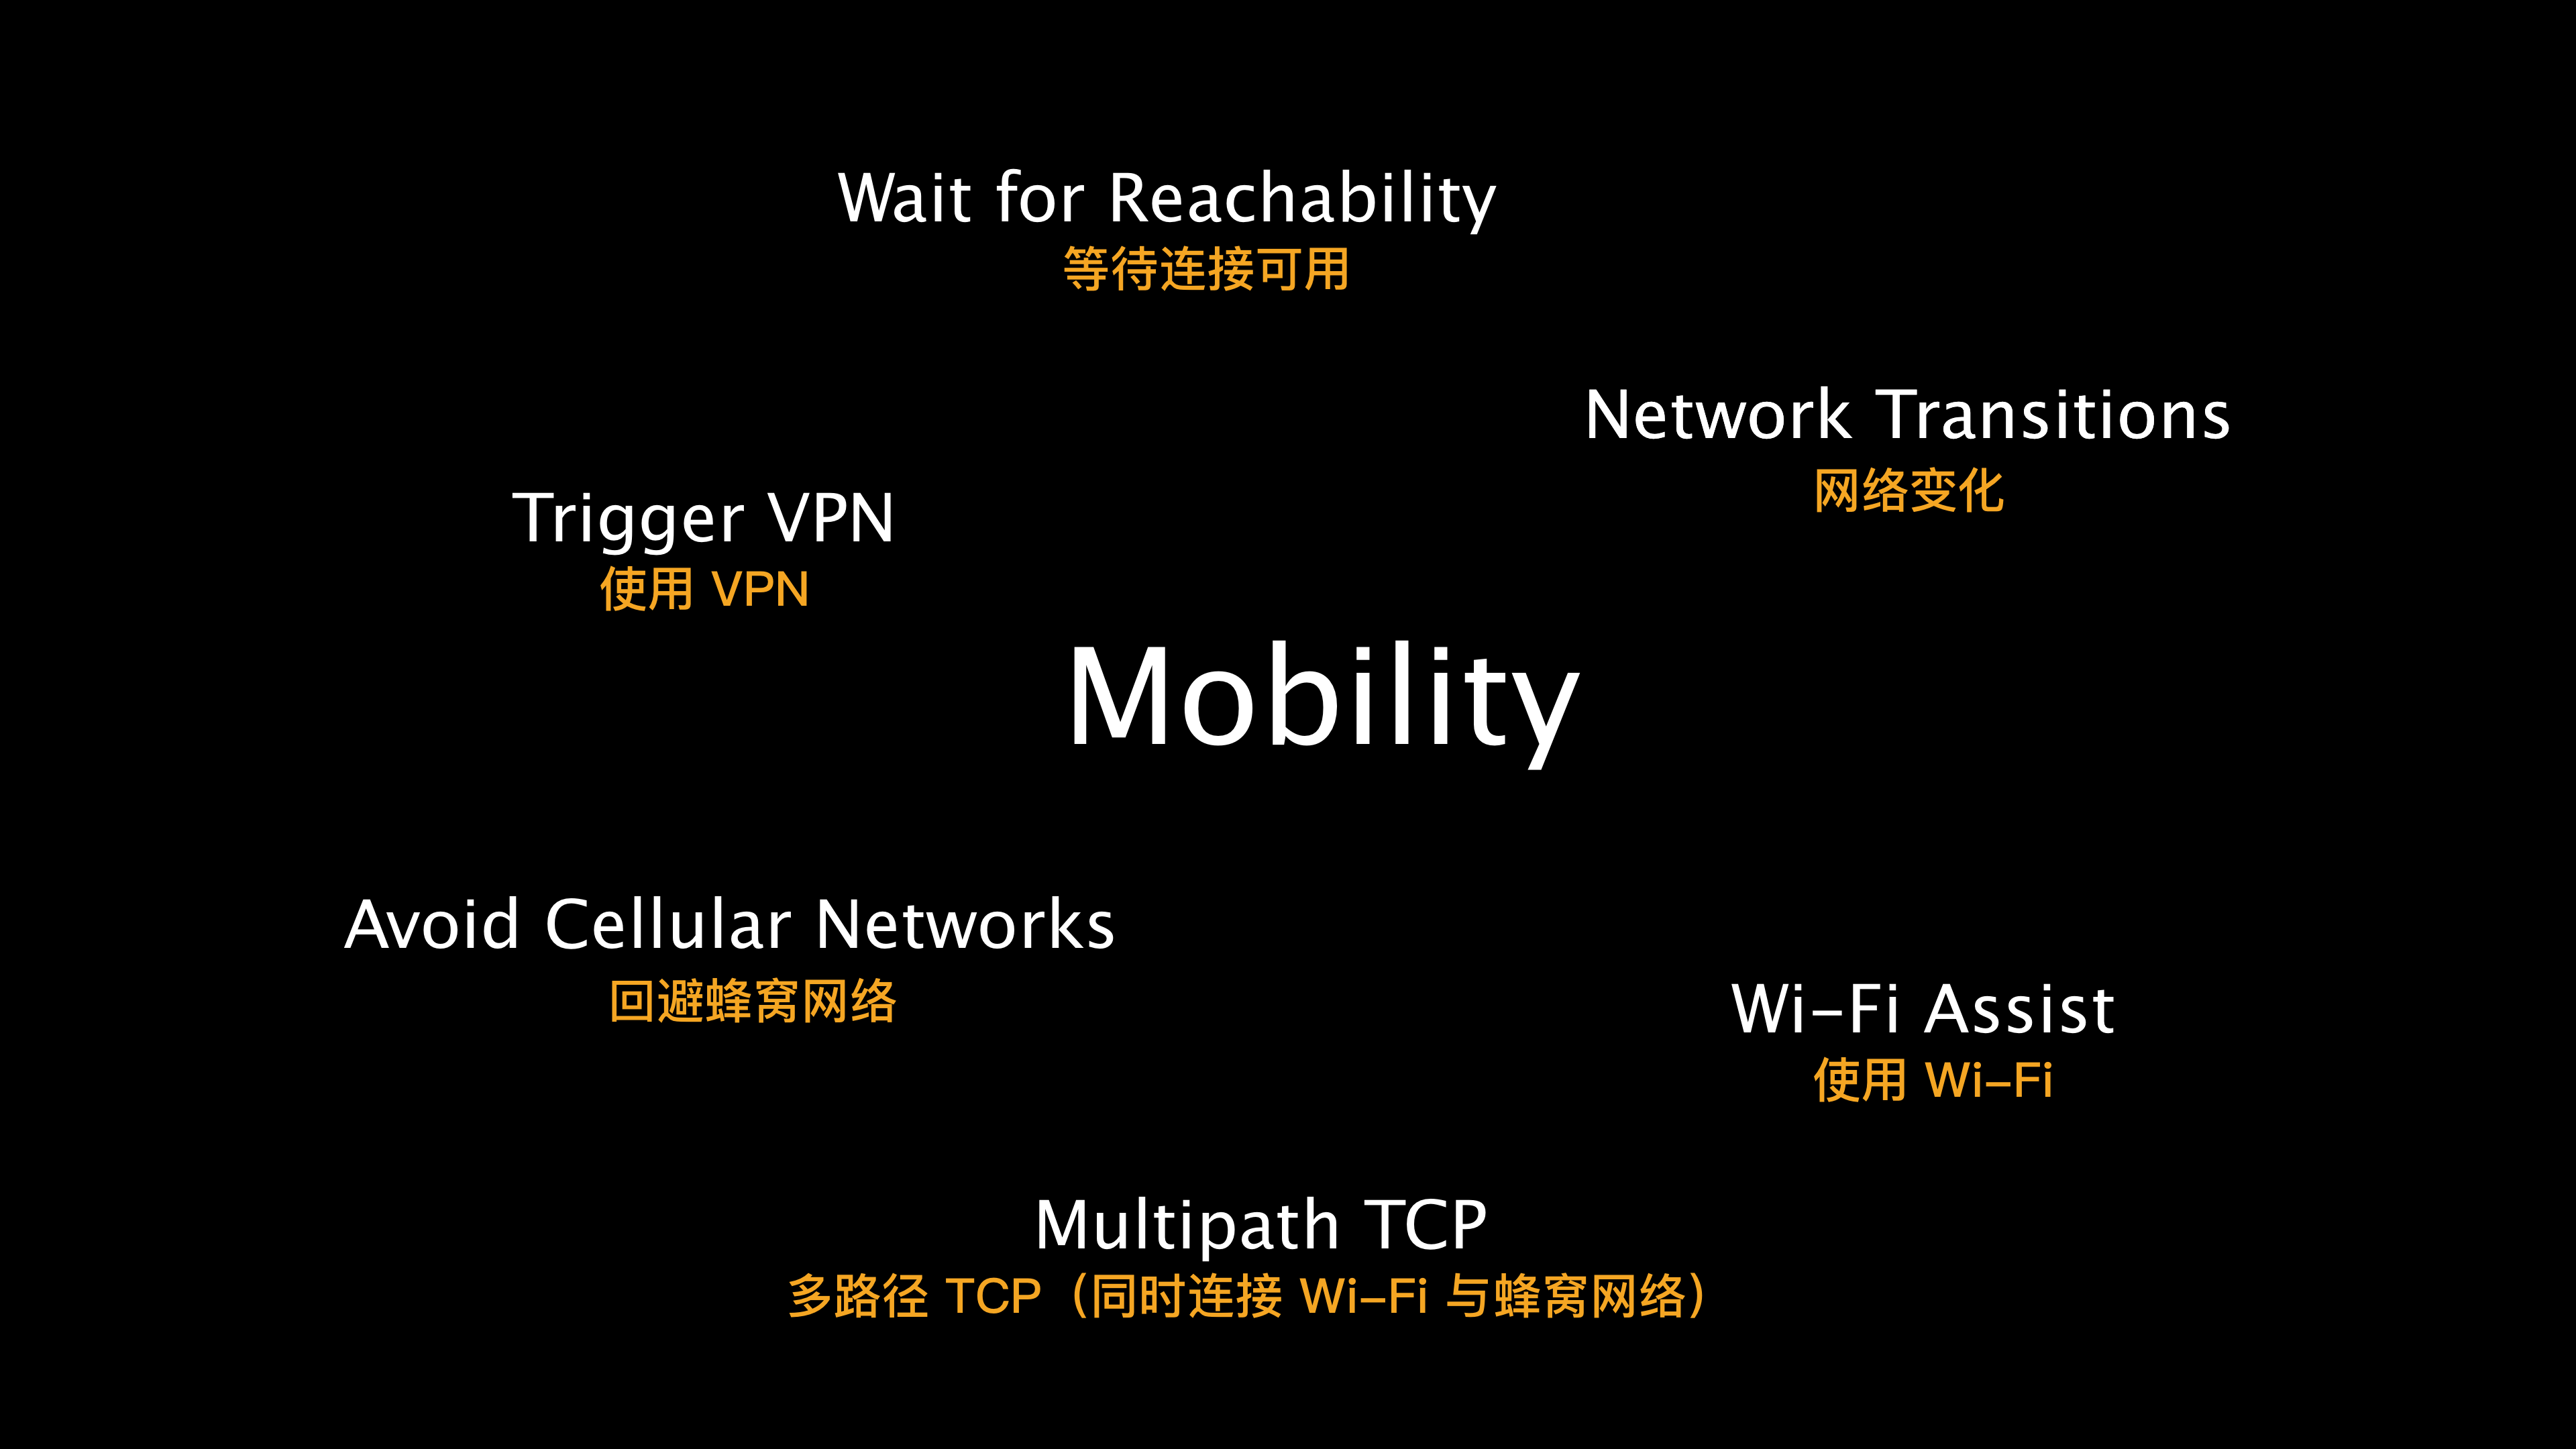 Wait for Reachability
等待连接可用
Network Transitions
网络变化
Trigger VPN
使用 VPN
Mobility
Avoid Cellular Networks
回避蜂窝网络
Wi-Fi Assist
使用 Wi-Fi
Multipath TCP
多路径 TCP（同时连接 Wi-Fi 与蜂窝网络）